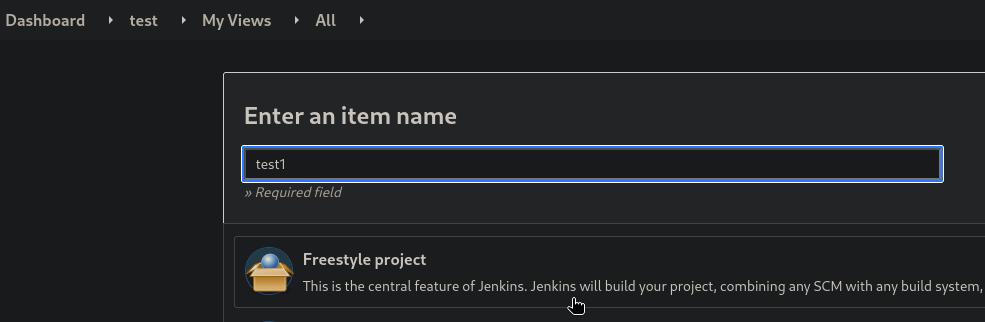 Dashboard test My Views All
Enter an item name
test1
» Required field
Freestyle project
This is the central feature of Jenkins. Jenkins will build your project, combining any SCM with any build system,